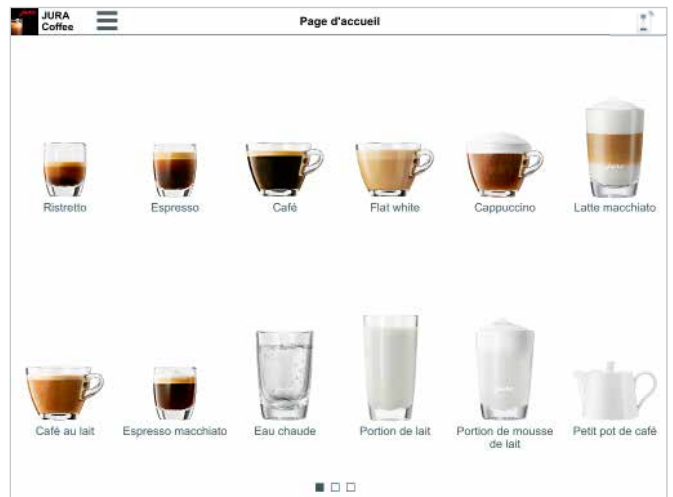 JURA
Coffee
Page d'accueil
Ristretto
Espresso
Café
Flat white
Cappuccino
Latte macchiato
Café au lait
Espresso macchiato
Eau chaude
Portion de lait
Portion de mousse
de lait
Petit pot de café